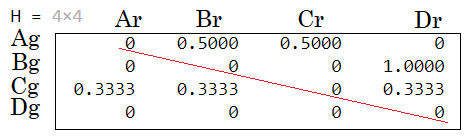 H = 4×4 Ar Br Cr Dr
Ag 0 0.5000 0.5000 0
Bg 0 0 0 1.0000
Cg 0.3333 0.3333 0 0.3333
Dg 0 0 0 0